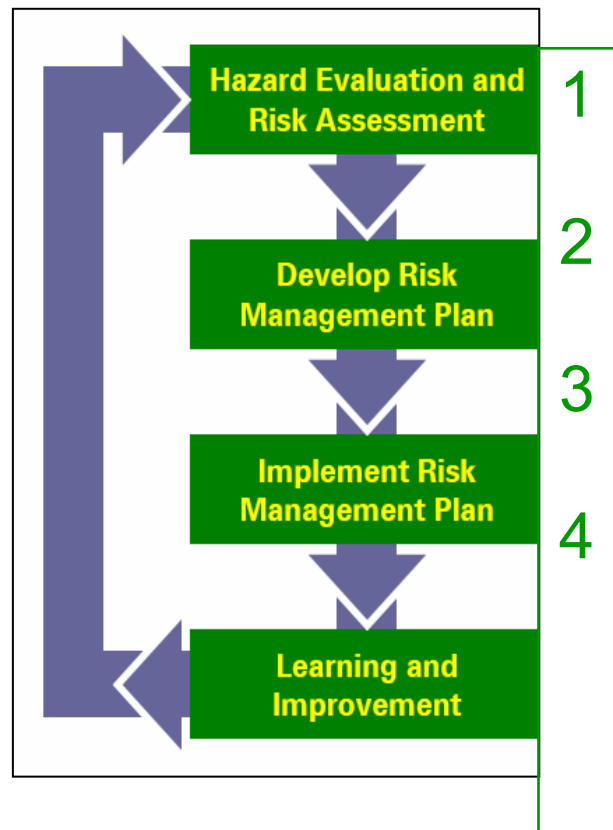 Hazard Evaluation and
Risk Assessment
1
2
Develop Risk
Management Plan
3
Implement Risk
Management Plan
4
Learning and
Improvement